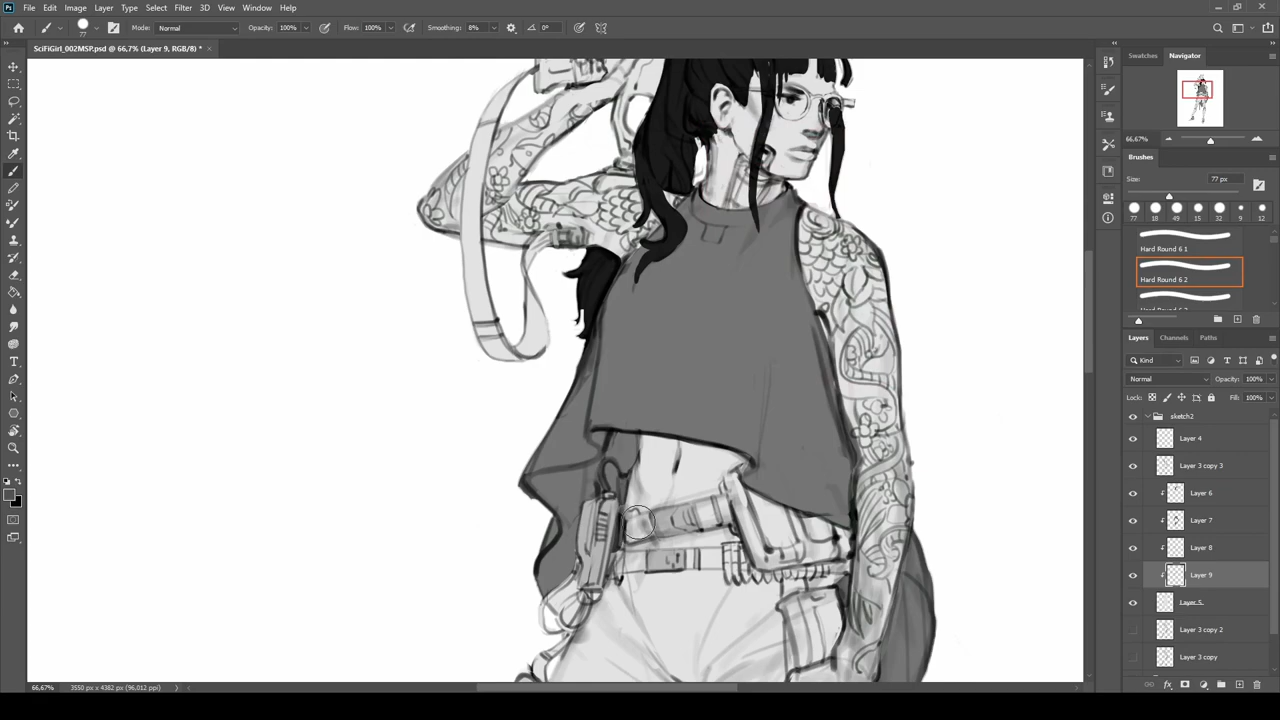 Ps File Edit Image Layer Type Select Filter 3D View Window Help
77 Mode: Normal Opacity: 100% Flow: 100% Smoothing: 8% 0°
SciFiGirl_002MSP.psd @ 66,7% (Layer 9, RGB/8) *
Swatches Navigator
66,67%
Brushes
Size: 77 px
77 18 49 15 32 9 12
Hard Round 6 1
Hard Round 6 2
Layers Channels Paths
Kind
Normal Opacity: 100%
Lock: Fill: 100%
sketch2
Layer 4
Layer 3 copy 3
Layer 6
Layer 7
Layer 8
Layer 9
Layer 5
Layer 3 copy 2
Layer 3 copy
66,67% 3550 px x 4382 px (96,012 ppi)